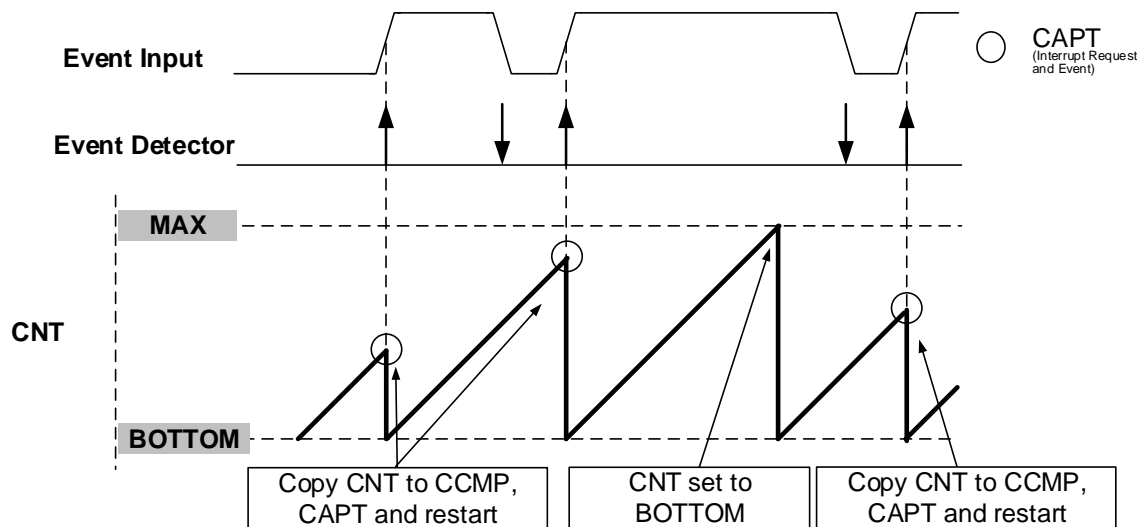 Event Input
CAPT
(Interrupt Request
and Event)
Event Detector
MAX
CNT
BOTTOM
Copy CNT to CCMP,
CAPT and restart
CNT set to
BOTTOM
Copy CNT to CCMP,
CAPT and restart